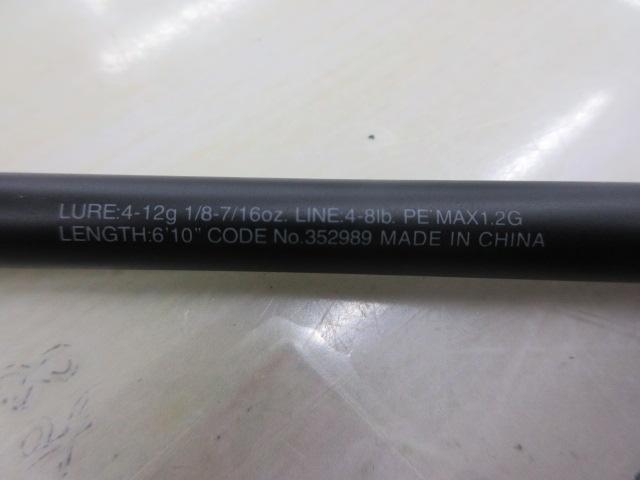 LURE:4-12g 1/8-7/16oz. LINE:4-8lb. PE MAX1.2G
LENGTH:6'10" CODE No.352989 MADE IN CHINA